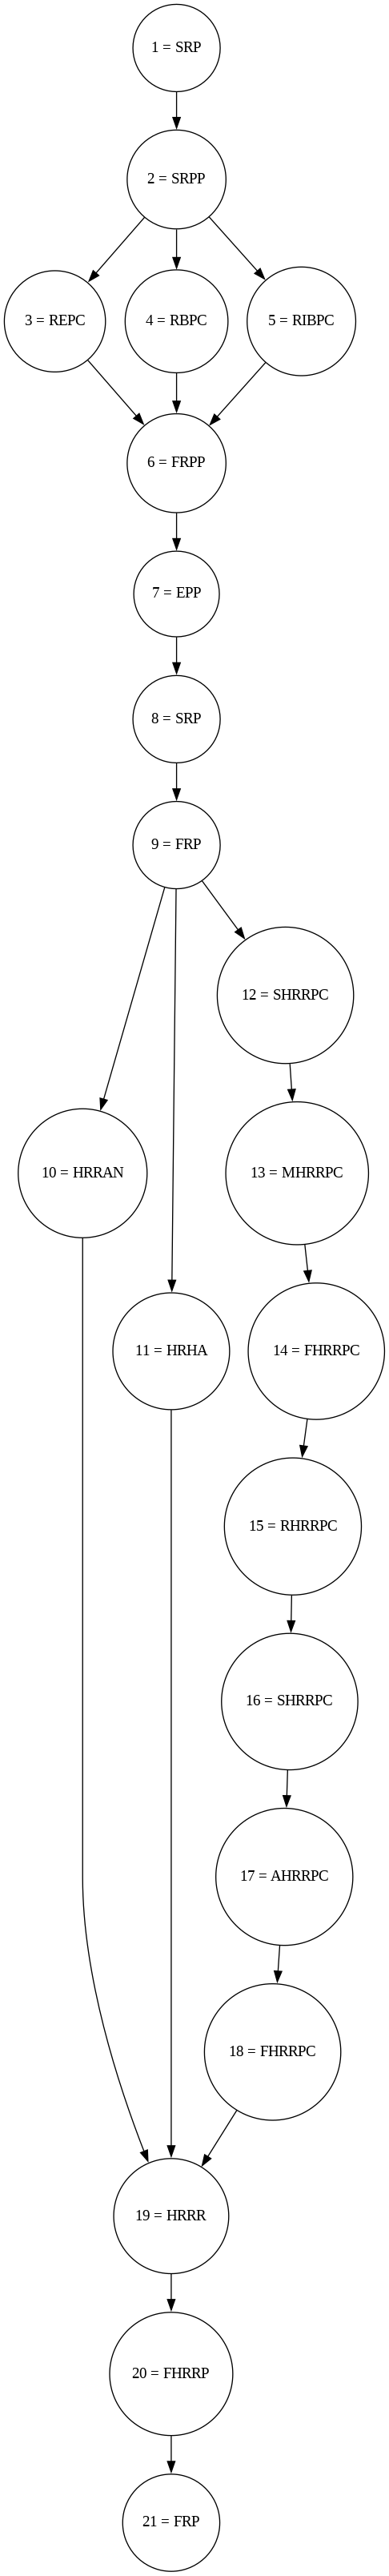 1 = SRP
2 = SRPP
3 = REPC
4 = RBPC
5 = RIBPC
6 = FRPP
7 = EPP
8 = SRP
9 = FRP
12 = SHRRPC
10 = HRRAN
13 = MHRRPC
11 = HRHA
14 = FHRRPC
15 = RHRRPC
16 = SHRRPC
17 = AHRRPC
18 = FHRRPC
19 = HRRR
20 = FHRRP
21 = FRP